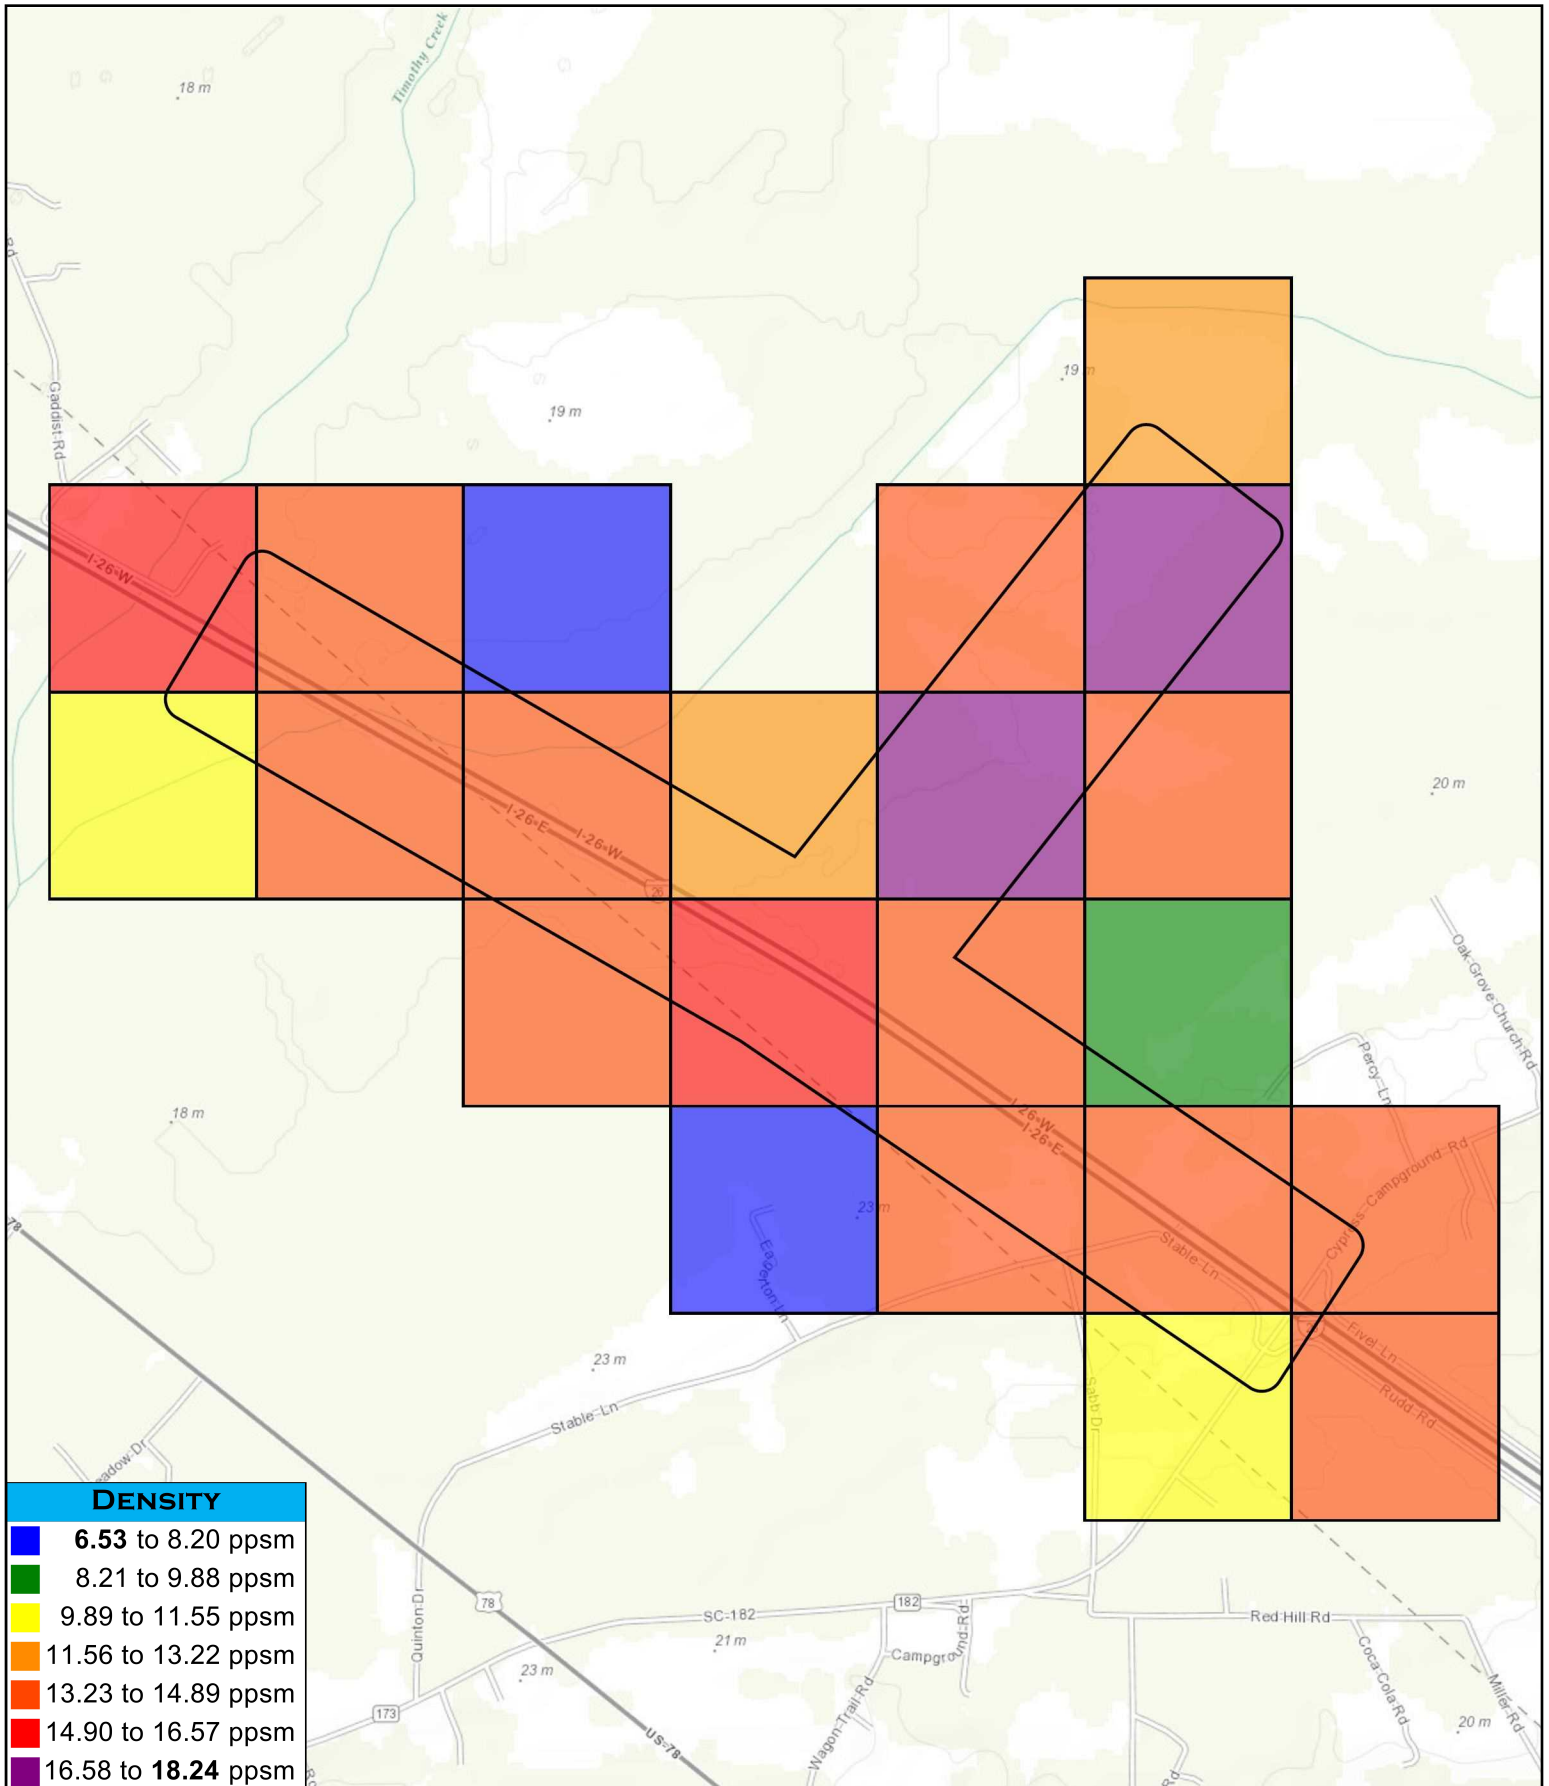 Timothy Creek
18 m
Rd
19 m
Gaddist Rd
19 m
I-26-W
20 m
I-26-E
I-26-W
26
Oak Grove Church Rd
Percy Ln
18 m
I-26-W
I-26-E
Cypress Campground Rd
23 m
78
Stable Ln
Fivel Ln
23 m
Sabb Dr
Rudd Rd
Stable-Ln
DENSITY
6.53 to 8.20 ppsm
8.21 to 9.88 ppsm
9.89 to 11.55 ppsm
11.56 to 13.22 ppsm
13.23 to 14.89 ppsm
14.90 to 16.57 ppsm
16.58 to 18.24 ppsm
Quinton Dr
78
SC-182
182
Red Hill Rd
21 m
Campground-Rd
23 m
Coca Cola Rd
Miller Rd
173
Wagon-Trail Rd
20 m
US-78
Rd